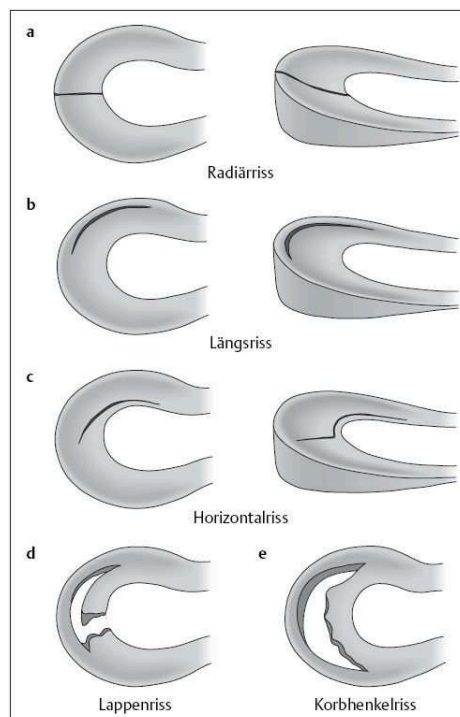 a
Radiärriss
b
Längsriss
c
Horizontalriss
d e
Lappenriss Korbhenkelriss